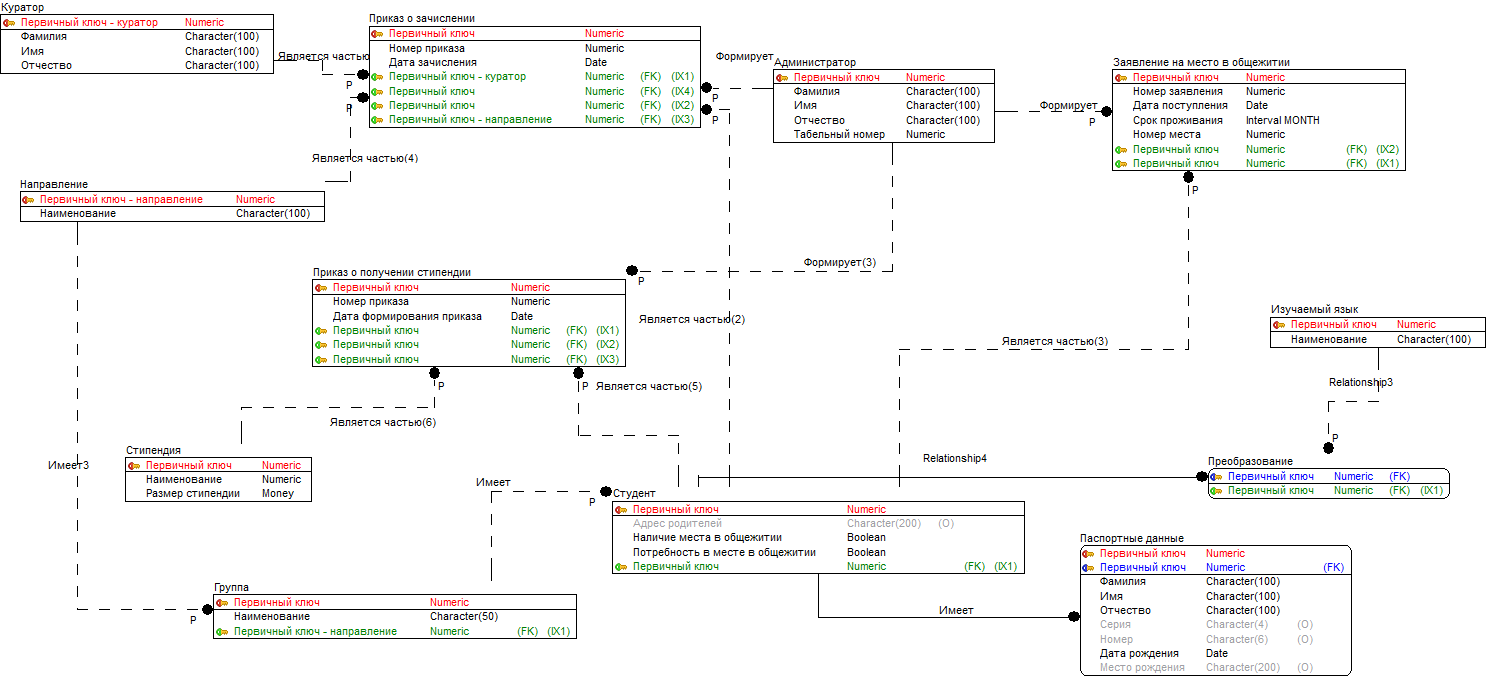 Куратор
Первичный ключ - куратор Numeric
Фамилия Character(100)
Имя Character(100)
Отчество Character(100)
Является частью
P
Приказ о зачислении
Первичный ключ Numeric
Номер приказа Numeric
Дата зачисления Date
Первичный ключ - куратор Numeric (FK) (IX1)
Первичный ключ Numeric (FK) (IX4)
Первичный ключ Numeric (FK) (IX2)
Первичный ключ - направление Numeric (FK) (IX3)
P
Является частью(4)
Формирует
P
P
Администратор
Первичный ключ Numeric
Фамилия Character(100)
Имя Character(100)
Отчество Character(100)
Табельный номер Numeric
Формирует
P
Заявление на место в общежитии
Первичный ключ Numeric
Номер заявления Numeric
Дата поступления Date
Срок проживания Interval MONTH
Номер места Numeric
Первичный ключ Numeric (FK) (IX2)
Первичный ключ Numeric (FK) (IX1)
P
Направление
Первичный ключ - направление Numeric
Наименование Character(100)
Формирует(3)
P
Приказ о получении стипендии
Первичный ключ Numeric
Номер приказа Numeric
Дата формирования приказа Date
Первичный ключ Numeric (FK) (IX1)
Первичный ключ Numeric (FK) (IX2)
Первичный ключ Numeric (FK) (IX3)
Является частью(2)
Является частью(3)
Изучаемый язык
Первичный ключ Numeric
Наименование Character(100)
Relationship3
P
P
P
Является частью(5)
Является частью(6)
Имеет3
Стипендия
Первичный ключ Numeric
Наименование Numeric
Размер стипендии Money
Relationship4
Преобразование
Первичный ключ Numeric (FK)
Первичный ключ Numeric (FK) (IX1)
Имеет
P
Студент
Первичный ключ Numeric
Адрес родителей Character(200) (O)
Наличие места в общежитии Boolean
Потребность в месте в общежитии Boolean
Первичный ключ Numeric (FK) (IX1)
Имеет
Паспортные данные
Первичный ключ Numeric
Первичный ключ Numeric (FK)
Фамилия Character(100)
Имя Character(100)
Отчество Character(100)
Серия Character(4) (O)
Номер Character(6) (O)
Дата рождения Date
Место рождения Character(200) (O)
P
Группа
Первичный ключ Numeric
Наименование Character(50)
Первичный ключ - направление Numeric (FK) (IX1)